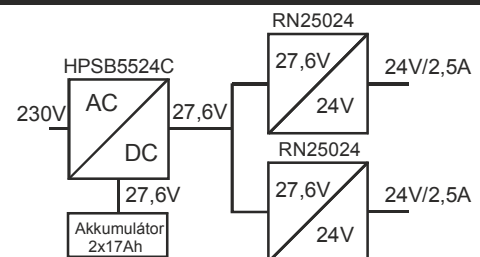 RN25024
27,6V
24V
24V/2,5A
HPSB5524C
230V
AC
DC
27,6V
27,6V
Akkumulátor
2x17Ah
RN25024
27,6V
24V
24V/2,5A